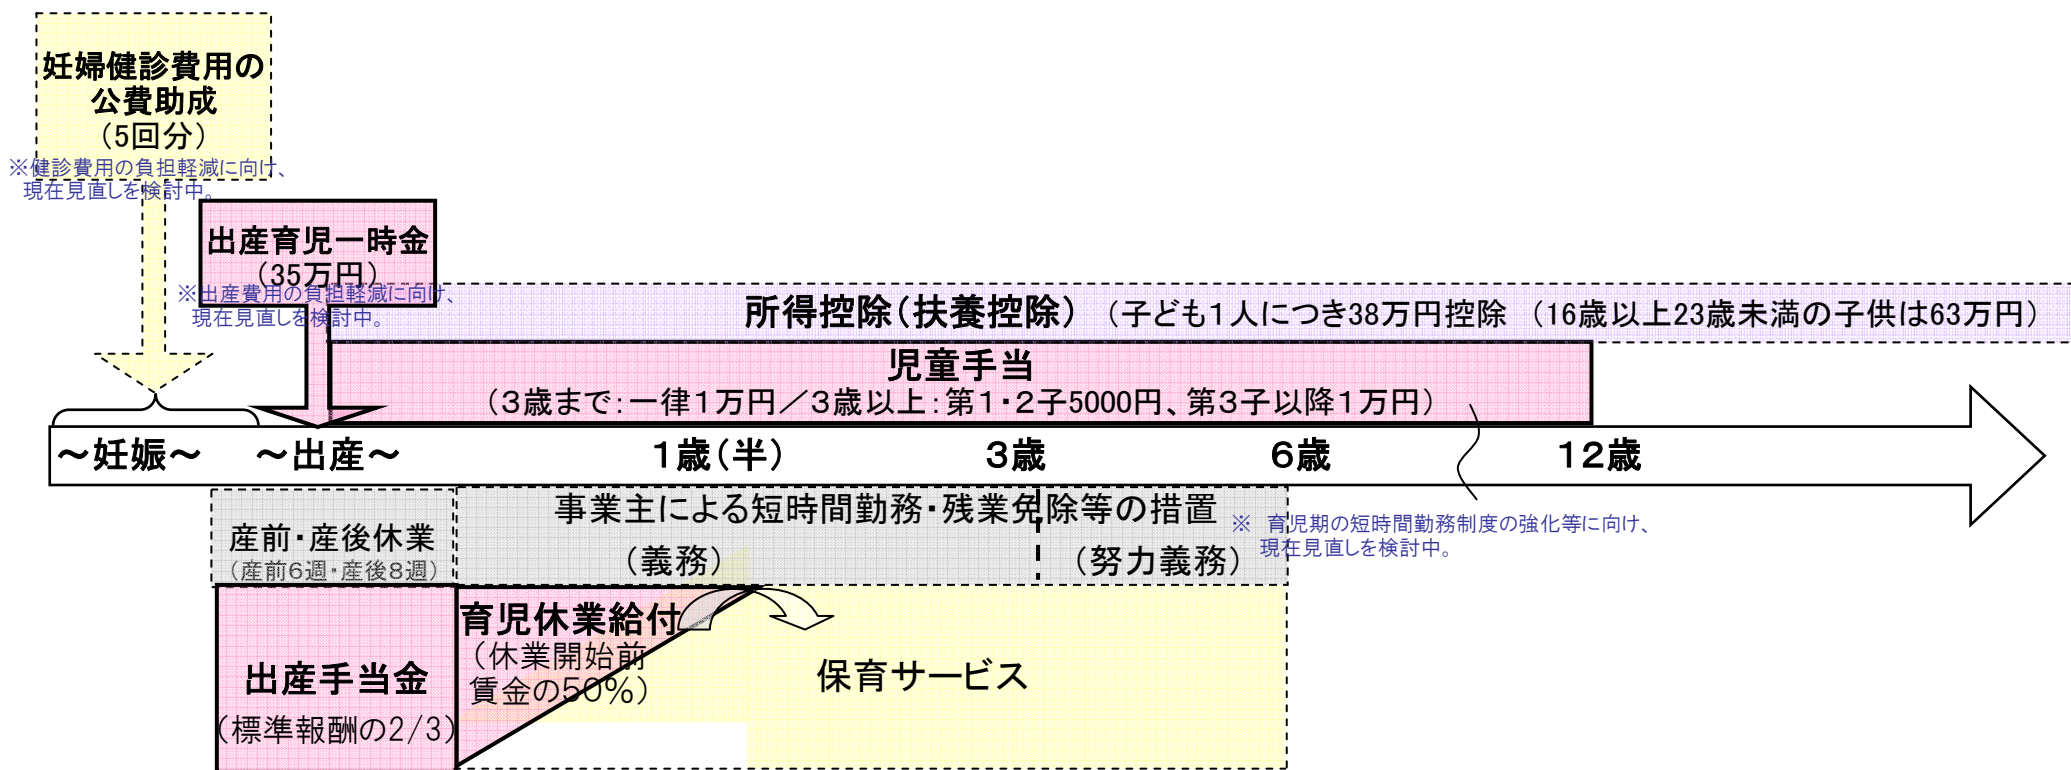 妊婦健診費用の
公費助成
（5回分）
※健診費用の負担軽減に向け、
現在見直しを検討中。
出産育児一時金
（35万円）
※出産費用の負担軽減に向け、
現在見直しを検討中。
所得控除（扶養控除）（子ども１人につき38万円控除 （16歳以上23歳未満の子供は63万円）
児童手当
（３歳まで：一律１万円／３歳以上：第１・２子5000円、第３子以降１万円）
～妊娠～ ～出産～ １歳（半） ３歳 ６歳 １２歳
事業主による短時間勤務・残業免除等の措置
（義務） （努力義務）
※ 育児期の短時間勤務制度の強化等に向け、
現在見直しを検討中。
産前・産後休業
（産前６週・産後８週）
出産手当金
（標準報酬の2/3）
育児休業給付
（休業開始前
賃金の50％）
保育サービス